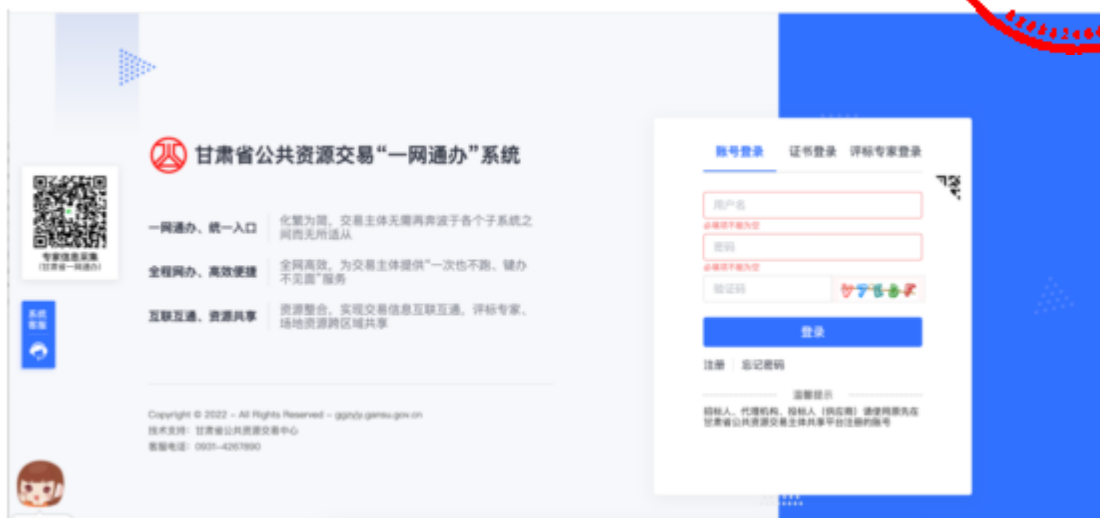 甘肃省公共资源交易“一网通办”系统
专家信息采集
(甘肃省一网通办)
系统
客服
一网通办、统一入口
化繁为简，交易主体无需再奔波于各个子系统之
间而无所适从
全程网办、高效便捷
全网高效，为交易主体提供“一次也不跑、键办
不见面”服务
互联互通、资源共享
资源整合，实现交易信息互联互通，评标专家、
场地资源跨区域共享
Copyright © 2022 – All Rights Reserved – ggzyjy.gansu.gov.cn
技术支持：甘肃省公共资源交易中心
客服电话：0931–4267890
账号登录 证书登录 评标专家登录
用户名
必填项不能为空
密码
必填项不能为空
验证码
登录
注册 忘记密码
温馨提示
招标人、代理机构、投标人（供应商）请使用原先在
甘肃省公共资源交易主体共享平台注册的账号